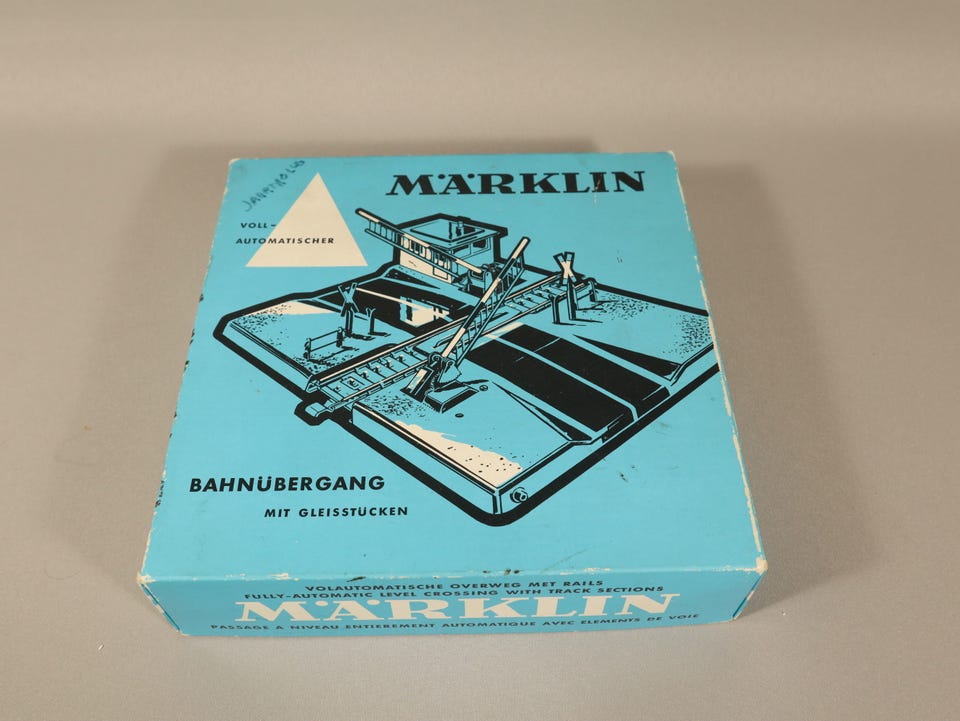 MÄRKLIN
VOLL-
AUTOMATISCHER
BAHNÜBERGANG
MIT GLEISSTÜCKEN
VOLAUTOMATISCHE OVERWEG MET RAILS
FULLY-AUTOMATIC LEVEL CROSSING WITH TRACK SECTIONS
MÄRKLIN
PASSAGE A NIVEAU ENTIEREMENT AUTOMATIQUE AVEC ELEMENTS DE VOIE